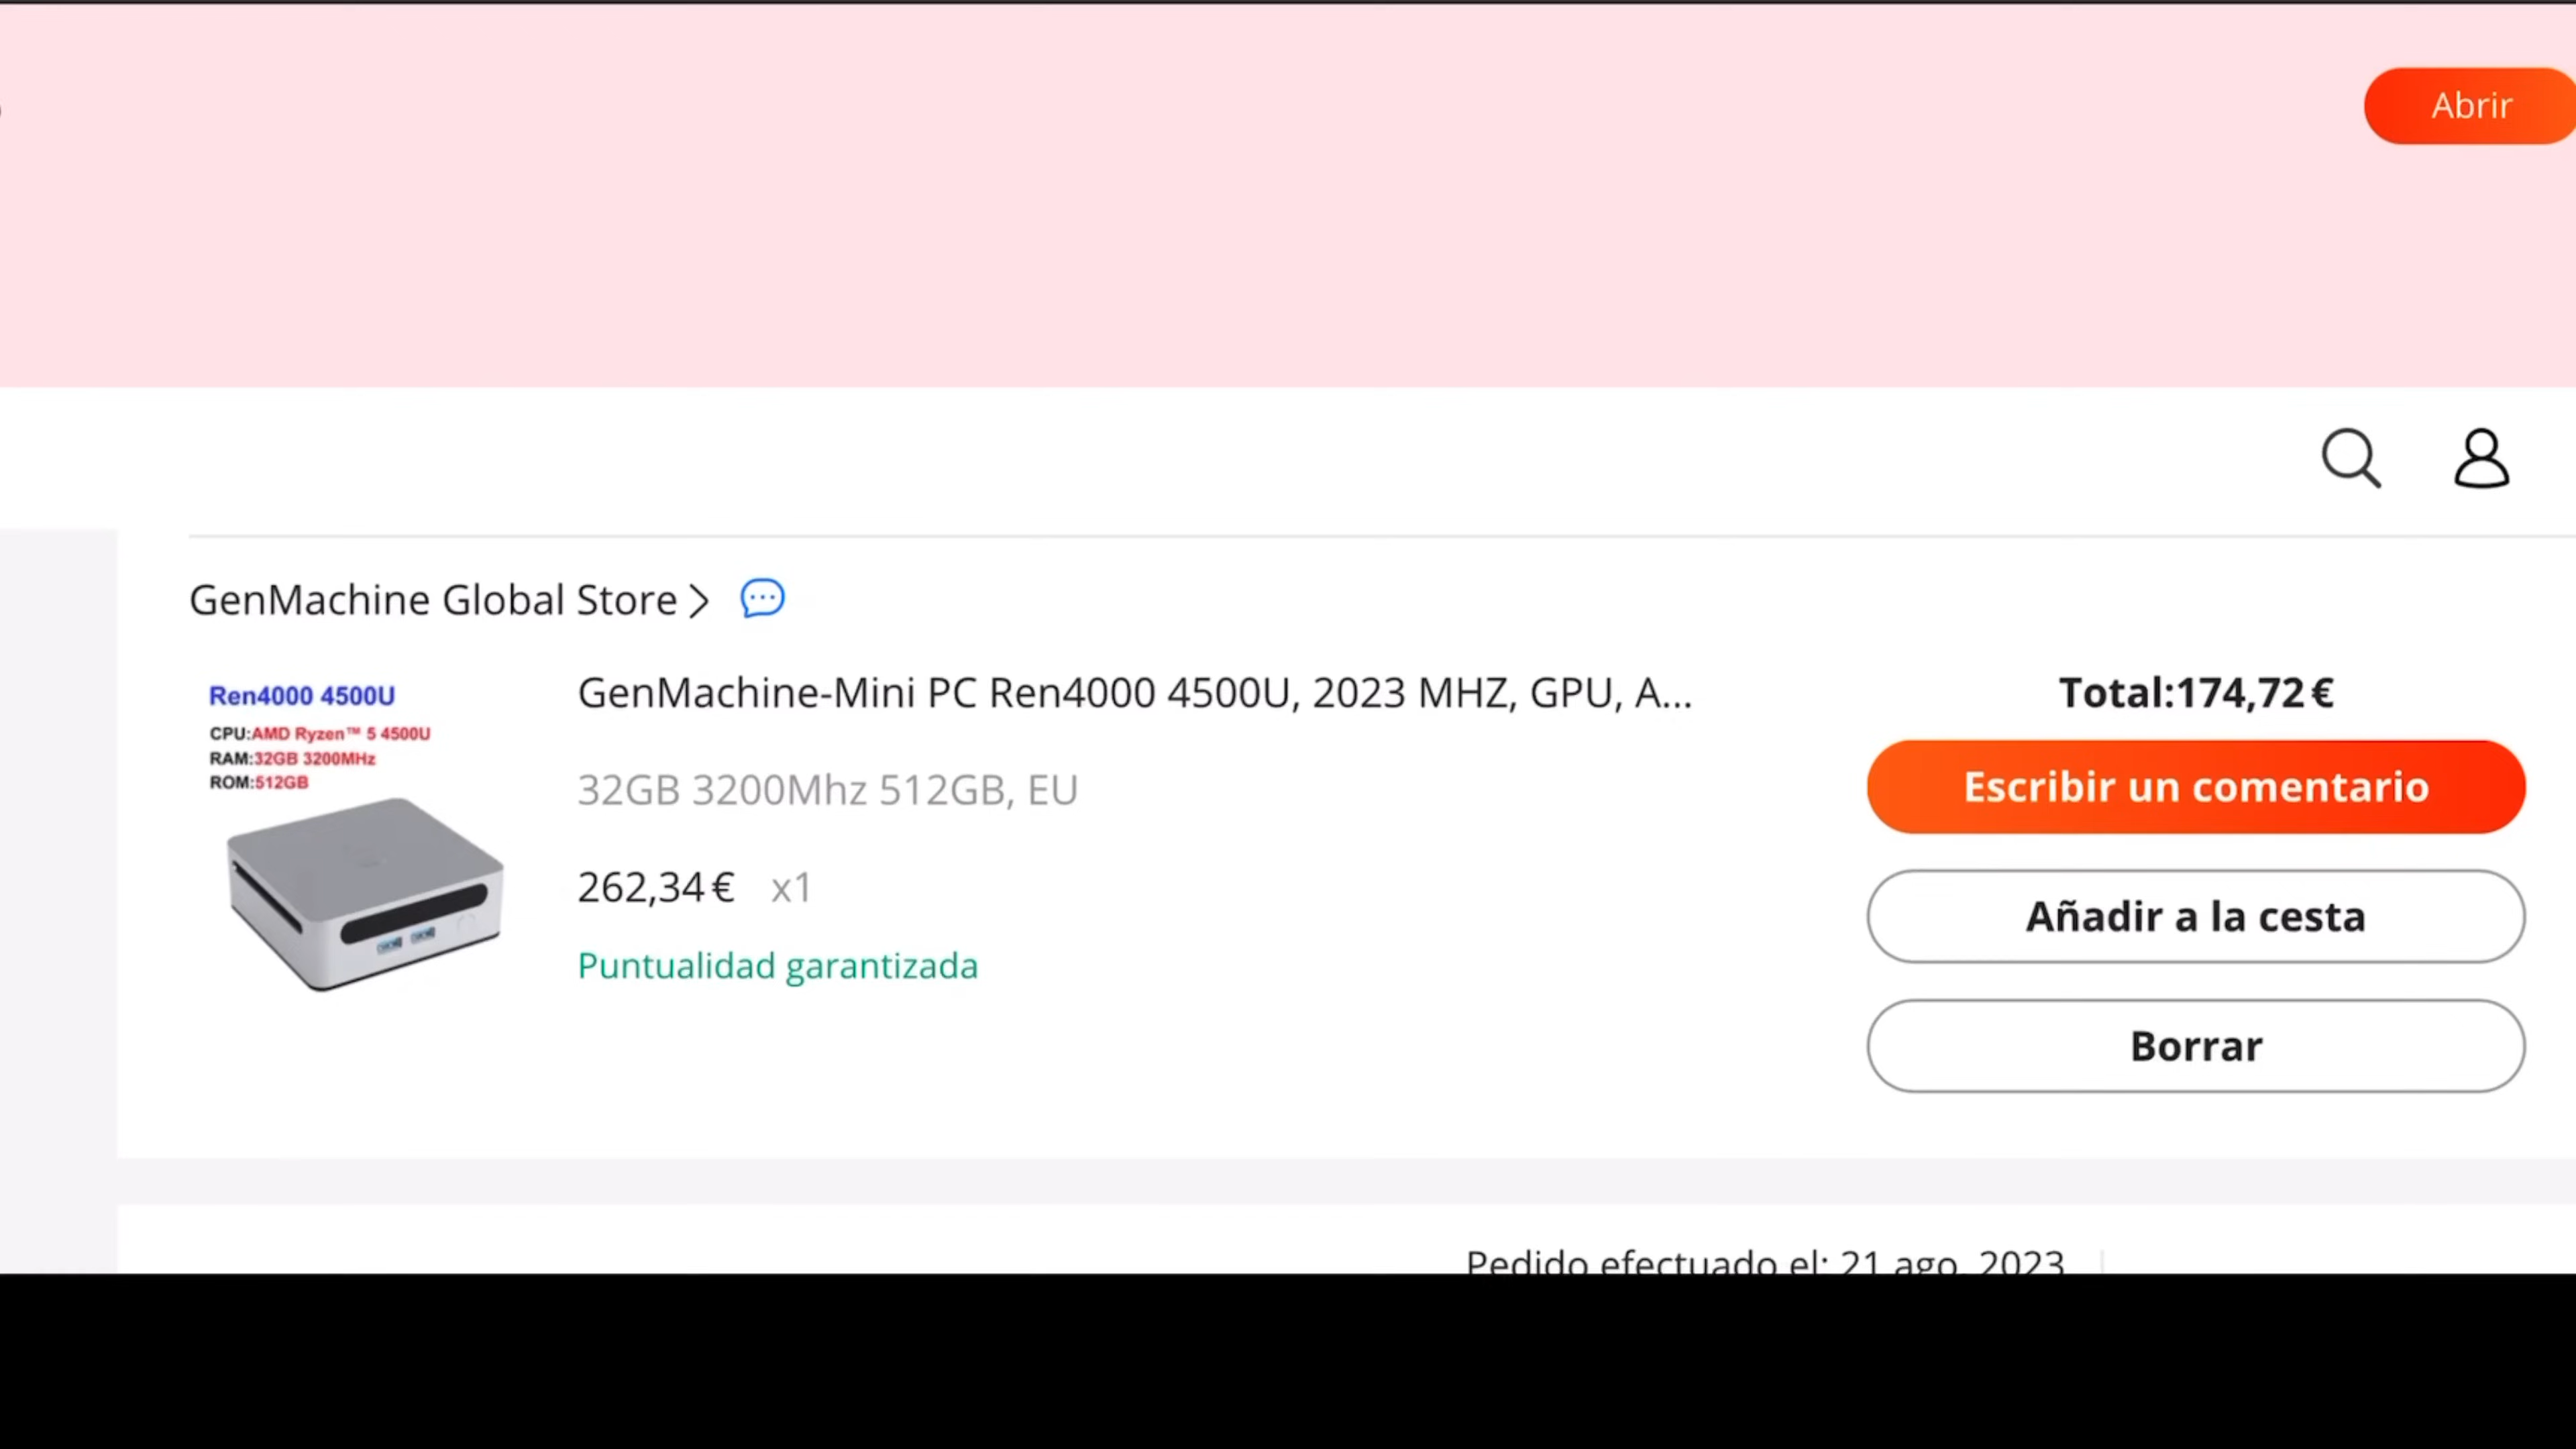 Abrir
GenMachine Global Store
Ren4000 4500U
CPU:AMD Ryzen™ 5 4500U
RAM:32GB 3200MHz
ROM:512GB
GenMachine-Mini PC Ren4000 4500U, 2023 MHZ, GPU, A...
32GB 3200Mhz 512GB, EU
262,34€ x1
Puntualidad garantizada
Total:174,72€
Escribir un comentario
Añadir a la cesta
Borrar
Pedido efectuado el: 21 ago. 2023